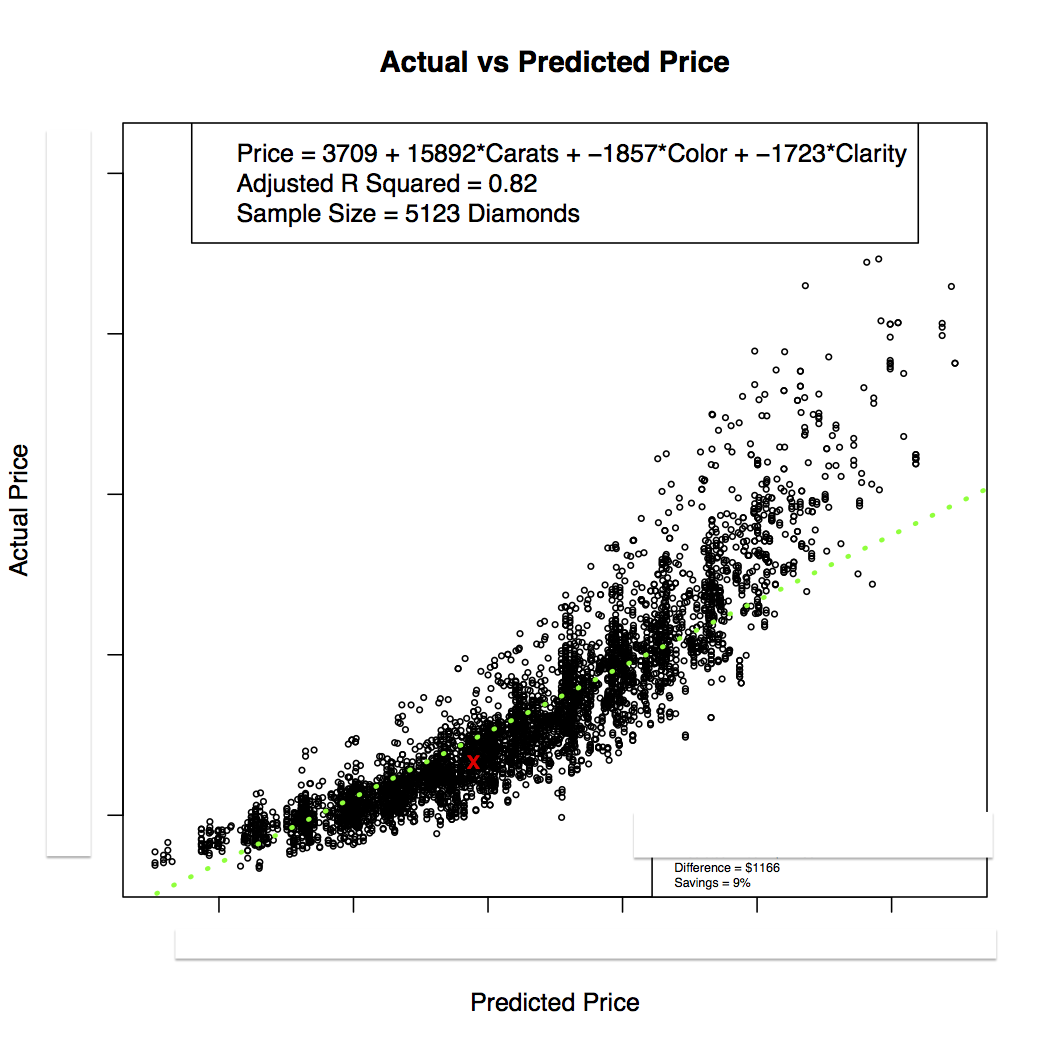 Actual vs Predicted Price
Price = 3709 + 15892*Carats + −1857*Color + −1723*Clarity
Adjusted R Squared = 0.82
Sample Size = 5123 Diamonds
Actual Price
x
Difference = $1166
Savings = 9%
Predicted Price